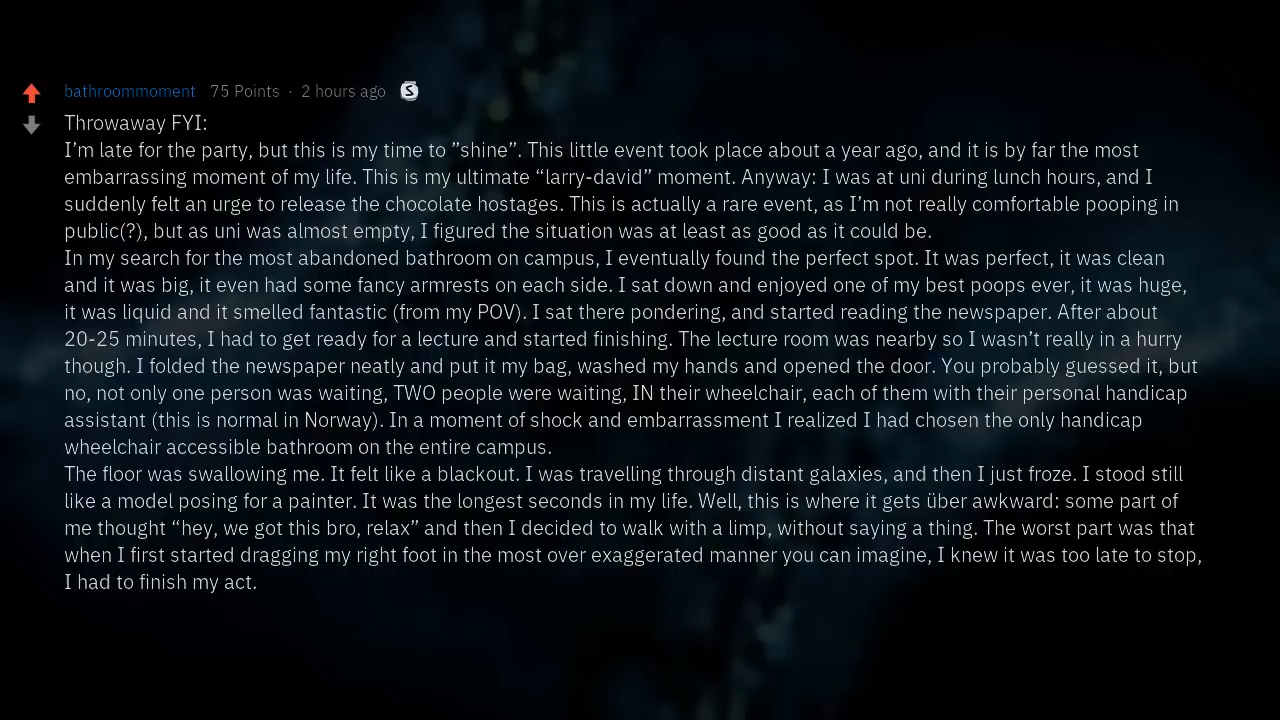 bathroommoment 75 Points · 2 hours ago S
Throwaway FYI:
I’m late for the party, but this is my time to ”shine”. This little event took place about a year ago, and it is by far the most
embarrassing moment of my life. This is my ultimate “larry-david” moment. Anyway: I was at uni during lunch hours, and I
suddenly felt an urge to release the chocolate hostages. This is actually a rare event, as I’m not really comfortable pooping in
public(?), but as uni was almost empty, I figured the situation was at least as good as it could be.
In my search for the most abandoned bathroom on campus, I eventually found the perfect spot. It was perfect, it was clean
and it was big, it even had some fancy armrests on each side. I sat down and enjoyed one of my best poops ever, it was huge,
it was liquid and it smelled fantastic (from my POV). I sat there pondering, and started reading the newspaper. After about
20-25 minutes, I had to get ready for a lecture and started finishing. The lecture room was nearby so I wasn’t really in a hurry
though. I folded the newspaper neatly and put it my bag, washed my hands and opened the door. You probably guessed it, but
no, not only one person was waiting, TWO people were waiting, IN their wheelchair, each of them with their personal handicap
assistant (this is normal in Norway). In a moment of shock and embarrassment I realized I had chosen the only handicap
wheelchair accessible bathroom on the entire campus.
The floor was swallowing me. It felt like a blackout. I was travelling through distant galaxies, and then I just froze. I stood still
like a model posing for a painter. It was the longest seconds in my life. Well, this is where it gets über awkward: some part of
me thought “hey, we got this bro, relax” and then I decided to walk with a limp, without saying a thing. The worst part was that
when I first started dragging my right foot in the most over exaggerated manner you can imagine, I knew it was too late to stop,
I had to finish my act.